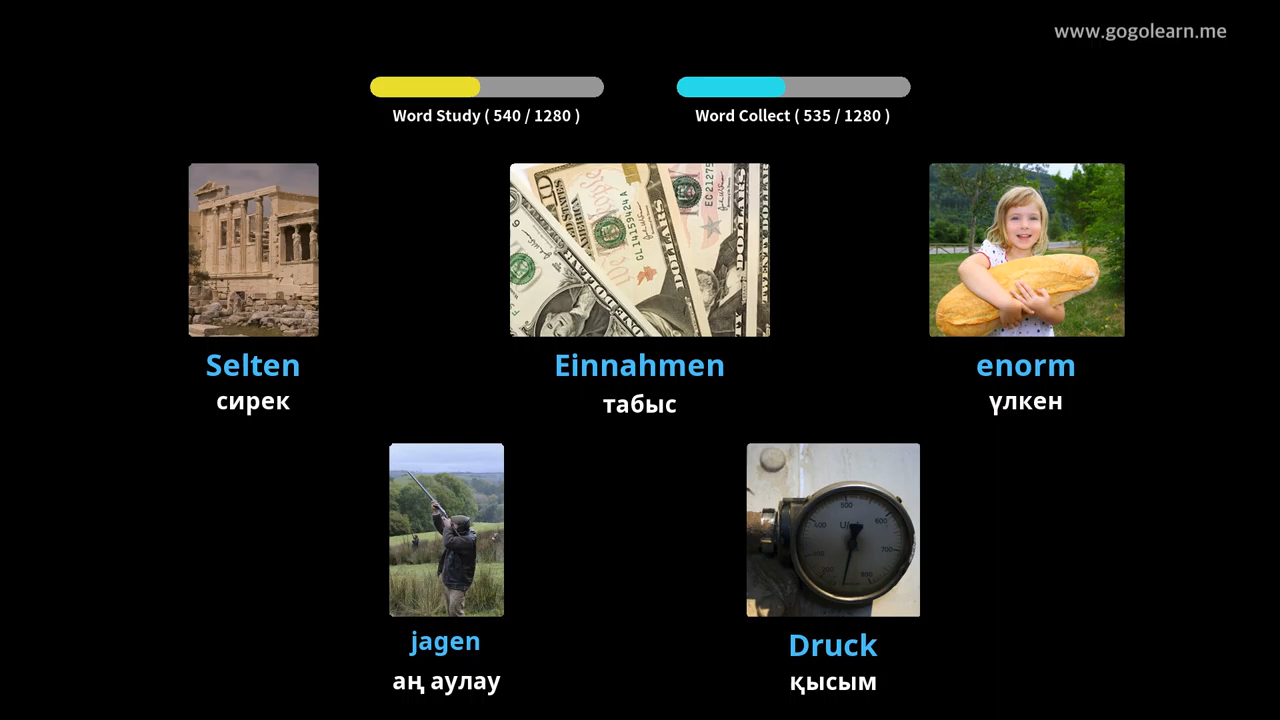 www.gogolearn.me
Word Study ( 540 / 1280 )
Word Collect ( 535 / 1280 )
Selten
сирек
Einnahmen
табыс
enorm
үлкен
jagen
аң аулау
Druck
қысым